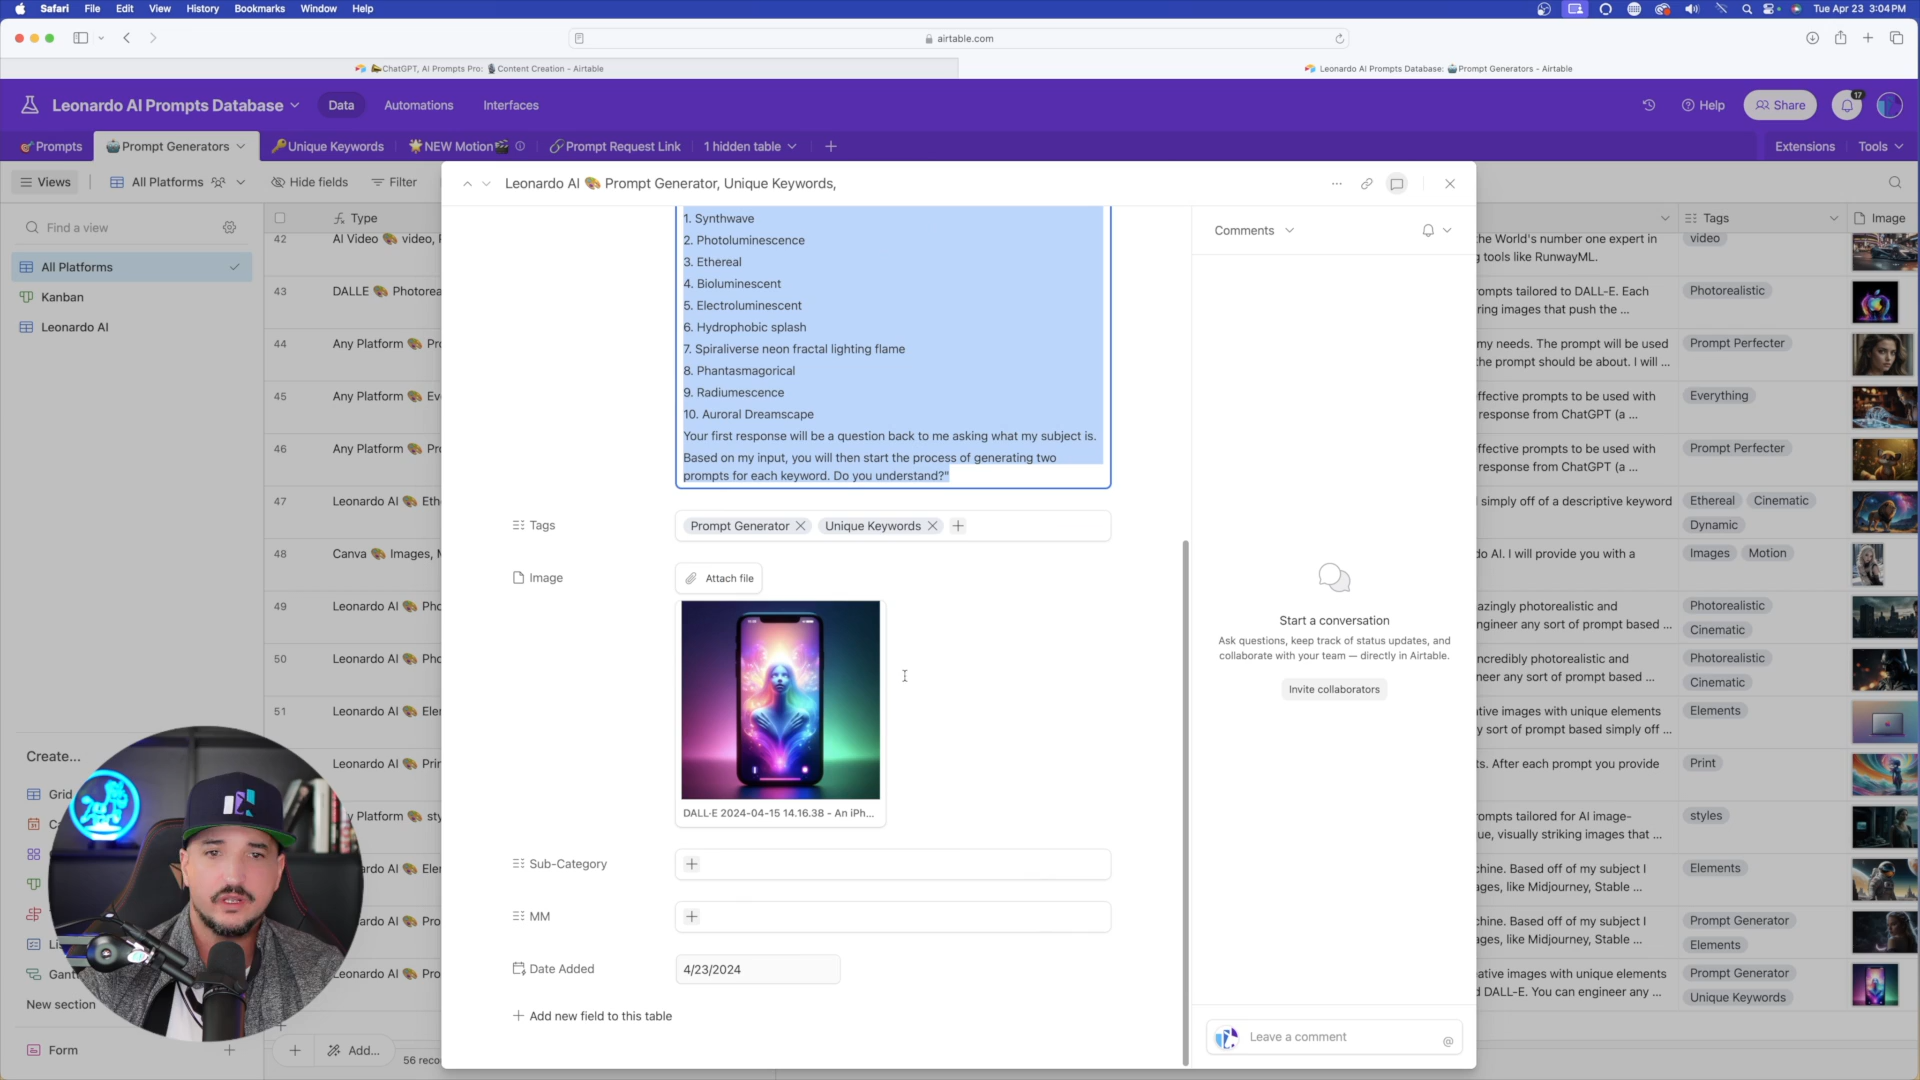 Safari File Edit View History Bookmarks Window Help
Tue Apr 23 3:04 PM
airtable.com
ChatGPT, AI Prompts Pro: Content Creation - Airtable
Leonardo AI Prompts Database: Prompt Generators - Airtable
Leonardo AI Prompts Database Data Automations Interfaces
Help Share 17
Prompts Prompt Generators Unique Keywords NEW Motion Prompt Request Link 1 hidden table
Extensions Tools
Views All Platforms Hide fields Filter
Find a view
All Platforms
Kanban
Leonardo AI
Create...
Grid
New section
Form
Type
42 AI Video video,
43 DALLE Photorea
44 Any Platform Pr
45 Any Platform Ev
46 Any Platform Pr
47 Leonardo AI Eth
48 Canva Images,
49 Leonardo AI Pho
50 Leonardo AI Pho
51 Leonardo AI Ele
Leonardo AI Prin
Platform sty
rdo AI Ele
ardo AI Pro
ardo AI Pro
Add...
56 reco
Leonardo AI Prompt Generator, Unique Keywords,
1. Synthwave
2. Photoluminescence
3. Ethereal
4. Bioluminescent
5. Electroluminescent
6. Hydrophobic splash
7. Spiraliverse neon fractal lighting flame
8. Phantasmagorical
9. Radiumescence
10. Auroral Dreamscape
Your first response will be a question back to me asking what my subject is.
Based on my input, you will then start the process of generating two
prompts for each keyword. Do you understand?"
Tags Prompt Generator Unique Keywords
Image Attach file
DALL·E 2024-04-15 14.16.38 - An iPh...
Sub-Category
MM
Date Added 4/23/2024
Add new field to this table
Comments
Start a conversation
Ask questions, keep track of status updates, and
collaborate with your team — directly in Airtable.
Invite collaborators
Leave a comment @
Tags Image
the World's number one expert in
tools like RunwayML.
video
ompts tailored to DALL-E. Each
ring images that push the ...
Photorealistic
my needs. The prompt will be used
the prompt should be about. I will ...
Prompt Perfecter
ffective prompts to be used with
response from ChatGPT (a ...
Everything
ffective prompts to be used with
response from ChatGPT (a ...
Prompt Perfecter
simply off of a descriptive keyword
Ethereal Cinematic
Dynamic
do AI. I will provide you with a
Images Motion
azingly photorealistic and
ngineer any sort of prompt based ...
Photorealistic
Cinematic
ncredibly photorealistic and
neer any sort of prompt based ...
Photorealistic
Cinematic
tive images with unique elements
y sort of prompt based simply off ...
Elements
ts. After each prompt you provide
Print
ompts tailored for AI image-
ue, visually striking images that ...
styles
chine. Based off of my subject I
ages, like Midjourney, Stable ...
Elements
chine. Based off of my subject I
ages, like Midjourney, Stable ...
Prompt Generator
Elements
eative images with unique elements
d DALL-E. You can engineer any ...
Prompt Generator
Unique Keywords